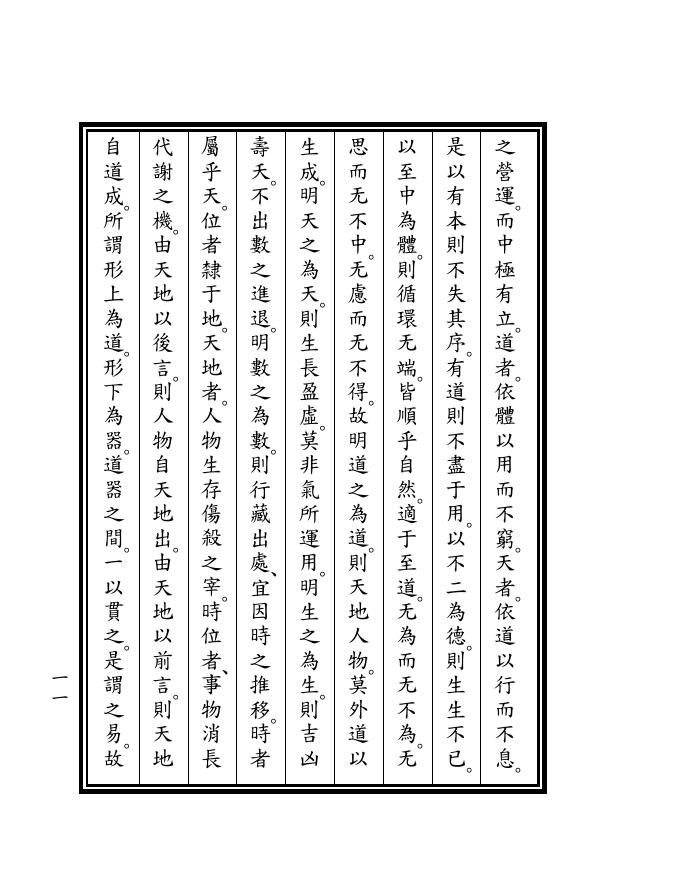 之營運。而中極有立。道者。依體以用而不窮。天者。依道以行而不息。
是以有本則不失其序。有道則不盡于用。以不二為德。則生生不已。
以至中為體。則循環无端。皆順乎自然。適于至道。无為而无不為。无
思而无不中。无慮而无不得。故明道之為道。則天地人物。莫外道以
生成。明天之為天。則生長盈虛。莫非氣所運用。明生之為生。則吉凶
壽夭。不出數之進退。明數之為數。則行藏出處、宜因時之推移。時者
屬乎天。位者隸于地。天地者。人物生存傷殺之宰。時位者、事物消長
代謝之機。由天地以後言。則人物自天地出。由天地以前言。則天地
自道成。所謂形上為道。形下為器。道器之間。一以貫之。是謂之易。故
一一